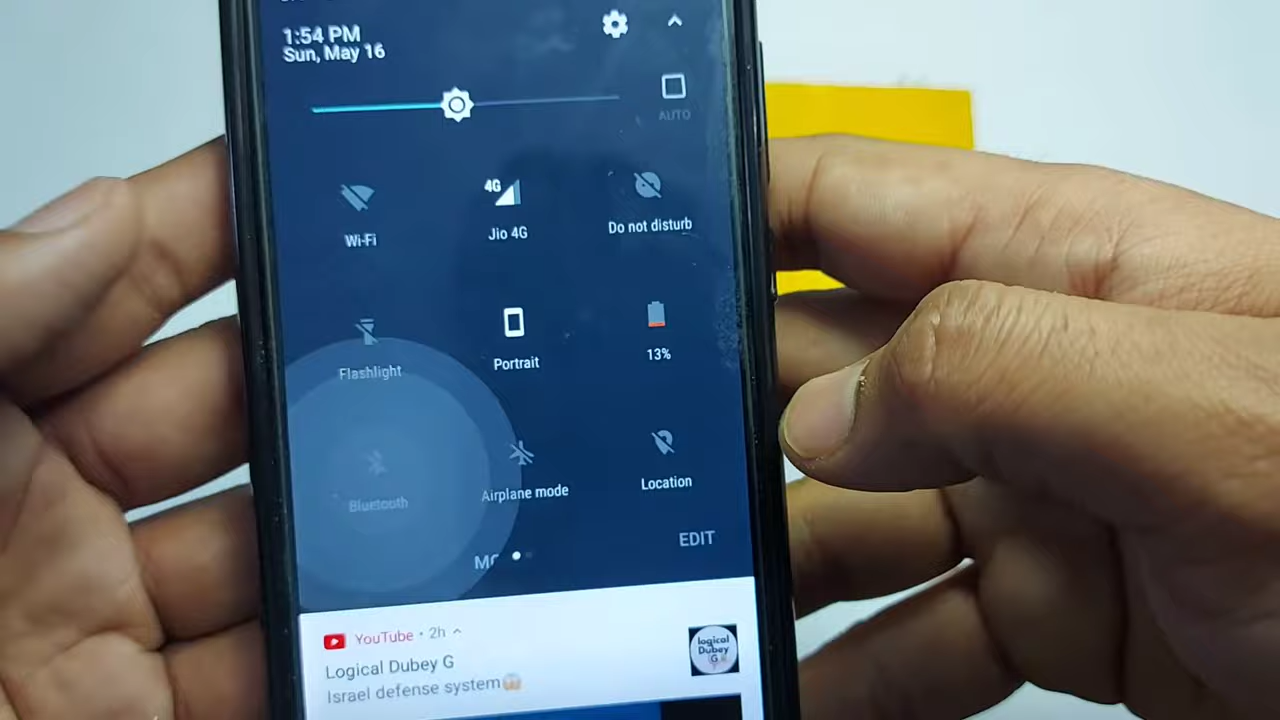 1:54 PM
Sun, May 16
AUTO
Wi-Fi
4G
Jio 4G
Do not disturb
Flashlight
Portrait
13%
Bluetooth
Airplane mode
Location
EDIT
YouTube • 2h
Logical Dubey G
logical
Dubey
G
Israel defense system😱